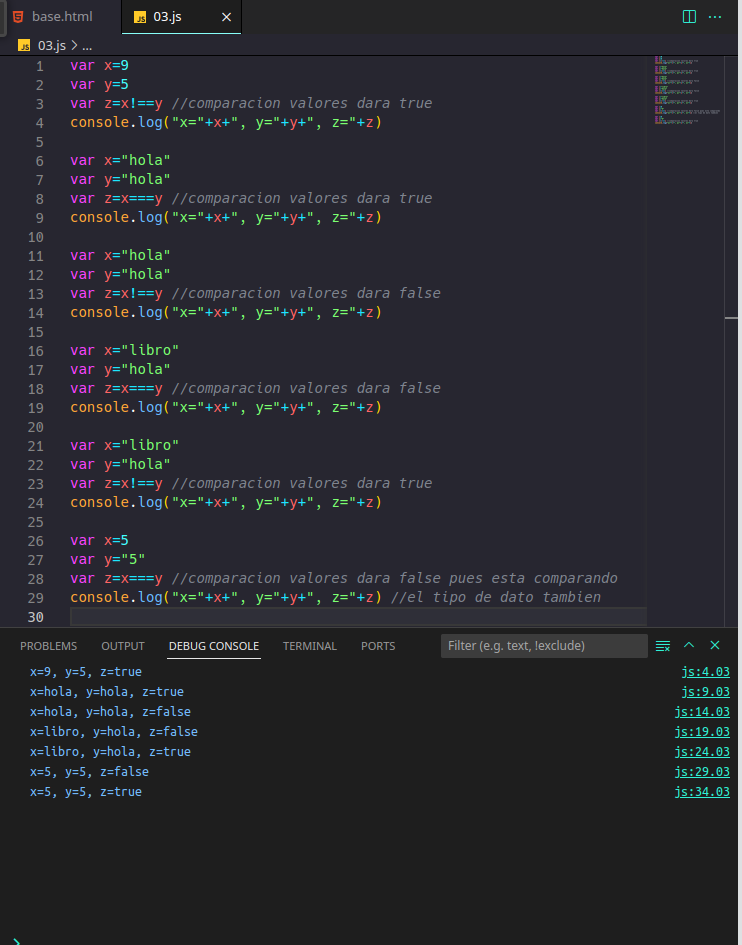 base.html
JS 03.js
JS 03.js > ...
1 var x=9
2 var y=5
3 var z=x!==y //comparacion valores dara true
4 console.log("x="+x+", y="+y+", z="+z)
5
6 var x="hola"
7 var y="hola"
8 var z=x===y //comparacion valores dara true
9 console.log("x="+x+", y="+y+", z="+z)
10
11 var x="hola"
12 var y="hola"
13 var z=x!==y //comparacion valores dara false
14 console.log("x="+x+", y="+y+", z="+z)
15
16 var x="libro"
17 var y="hola"
18 var z=x===y //comparacion valores dara false
19 console.log("x="+x+", y="+y+", z="+z)
20
21 var x="libro"
22 var y="hola"
23 var z=x!==y //comparacion valores dara true
24 console.log("x="+x+", y="+y+", z="+z)
25
26 var x=5
27 var y="5"
28 var z=x===y //comparacion valores dara false pues esta comparando
29 console.log("x="+x+", y="+y+", z="+z) //el tipo de dato tambien
30
PROBLEMS OUTPUT DEBUG CONSOLE TERMINAL PORTS Filter (e.g. text, !exclude)
x=9, y=5, z=true js:4.03
x=hola, y=hola, z=true js:9.03
x=hola, y=hola, z=false js:14.03
x=libro, y=hola, z=false js:19.03
x=libro, y=hola, z=true js:24.03
x=5, y=5, z=false js:29.03
x=5, y=5, z=true js:34.03